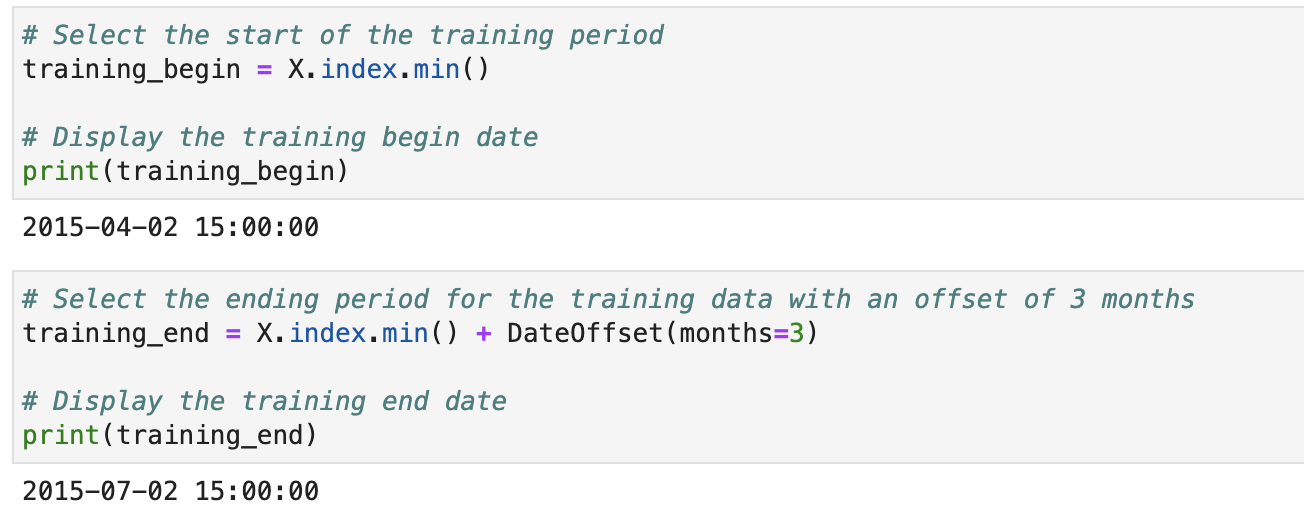 # Select the start of the training period
training_begin = X.index.min()
# Display the training begin date
print(training_begin)
2015-04-02 15:00:00
# Select the ending period for the training data with an offset of 3 months
training_end = X.index.min() + DateOffset(months=3)
# Display the training end date
print(training_end)
2015-07-02 15:00:00